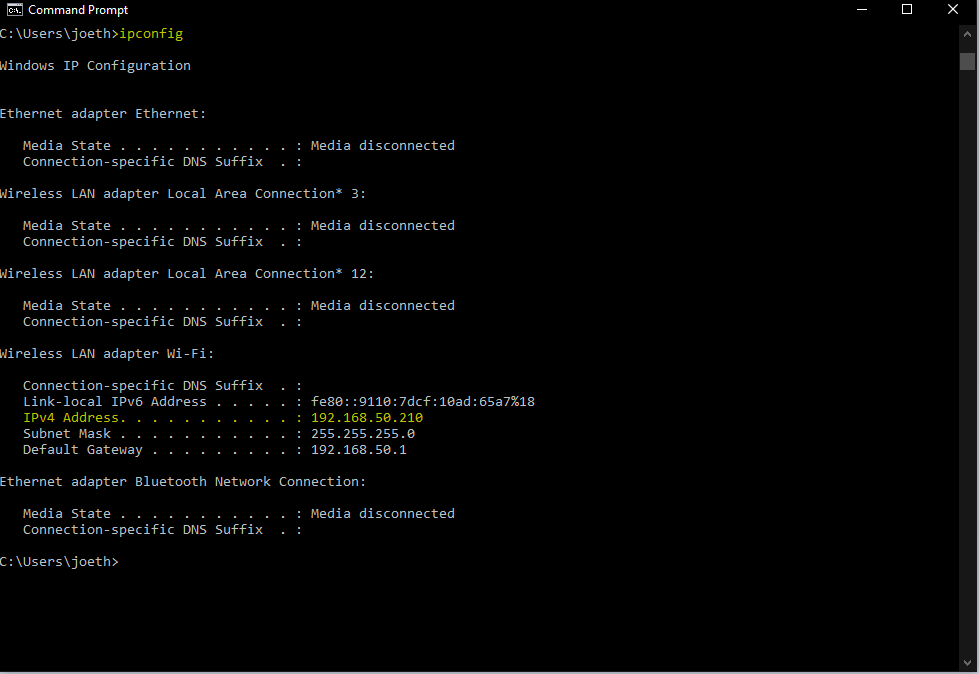 Command Prompt
C:\Users\joeth>ipconfig
Windows IP Configuration
Ethernet adapter Ethernet:
   Media State . . . . . . . . . . . : Media disconnected
   Connection-specific DNS Suffix  . :
Wireless LAN adapter Local Area Connection* 3:
   Media State . . . . . . . . . . . : Media disconnected
   Connection-specific DNS Suffix  . :
Wireless LAN adapter Local Area Connection* 12:
   Media State . . . . . . . . . . . : Media disconnected
   Connection-specific DNS Suffix  . :
Wireless LAN adapter Wi-Fi:
   Connection-specific DNS Suffix  . :
   Link-local IPv6 Address . . . . . : fe80::9110:7dcf:10ad:65a7%18
   IPv4 Address. . . . . . . . . . . : 192.168.50.210
   Subnet Mask . . . . . . . . . . . : 255.255.255.0
   Default Gateway . . . . . . . . . : 192.168.50.1
Ethernet adapter Bluetooth Network Connection:
   Media State . . . . . . . . . . . : Media disconnected
   Connection-specific DNS Suffix  . :
C:\Users\joeth>